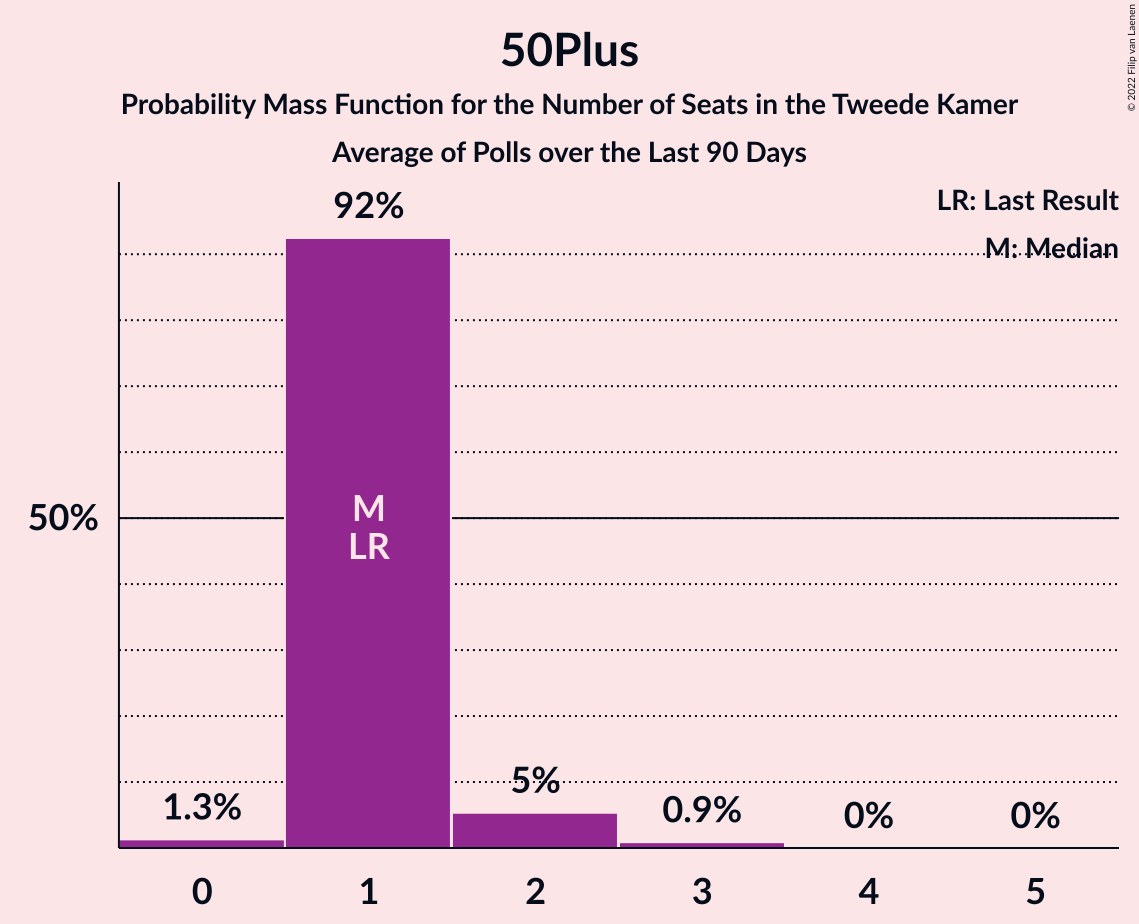 50Plus
Probability Mass Function for the Number of Seats in the Tweede Kamer
Average of Polls over the Last 90 Days
© 2022 Filip van Laenen
LR: Last Result
M: Median
92%
50%
M
LR
1.3%
5%
0.9%
0%
0%
0 1 2 3 4 5